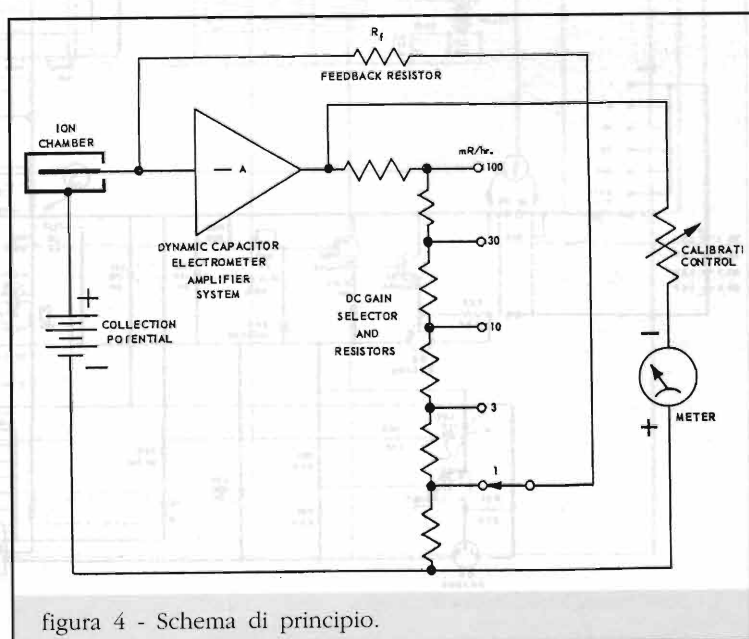 Rf
FEEDBACK RESISTOR
ION
CHAMBER
- A
mR/hr.
100
DYNAMIC CAPACITOR
ELECTROMETER
AMPLIFIER
SYSTEM
30
CALIBRATI
CONTROL
+
COLLECTION
POTENTIAL
-
DC GAIN
SELECTOR
AND
RESISTORS
10
-
METER
+
3
1
figura 4 - Schema di principio.